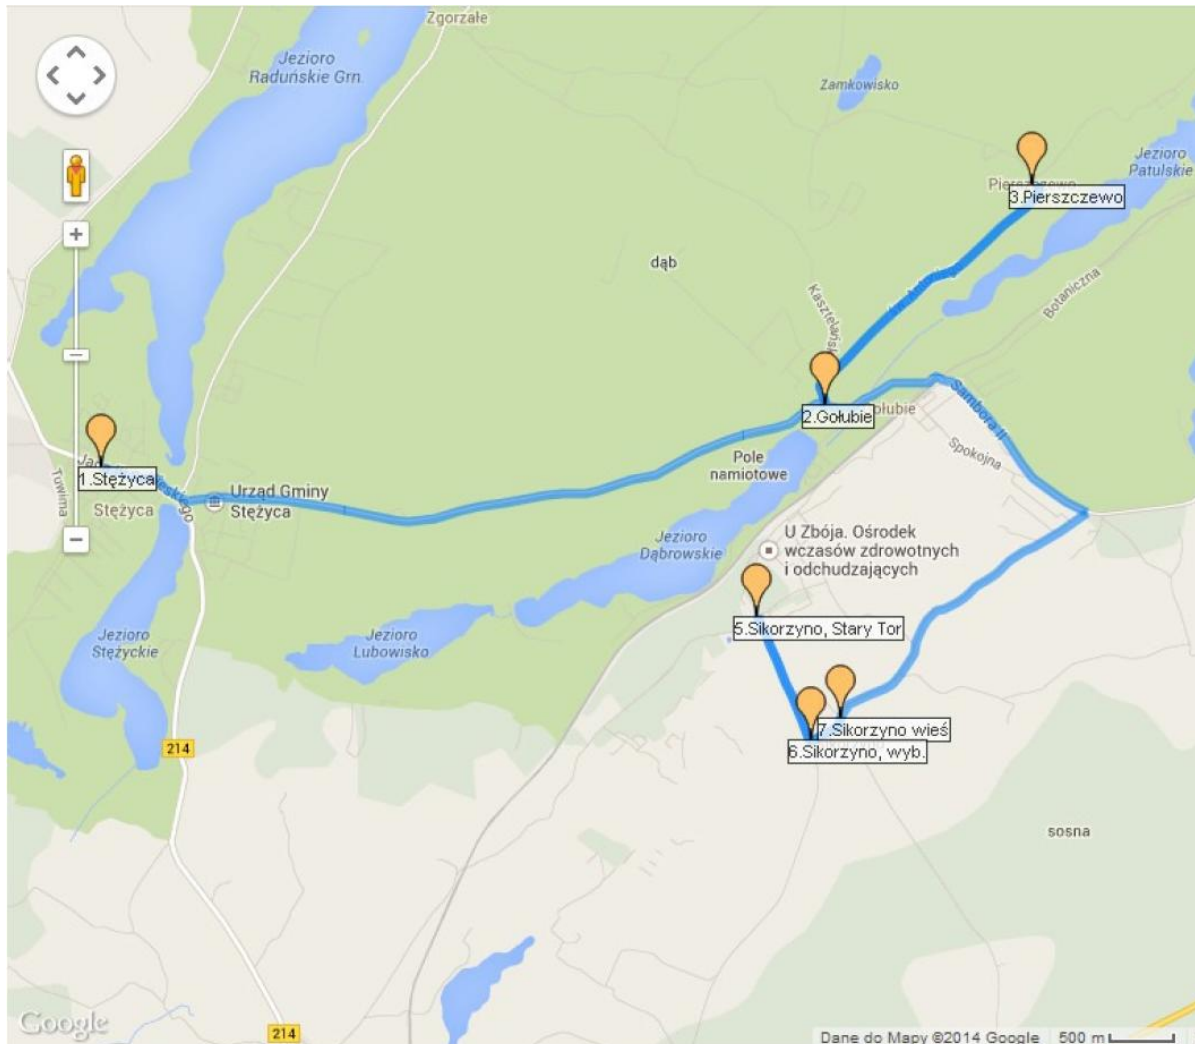 Zgorzałe
Jezioro
Raduńskie Grn.
Zamkowisko
Jezioro
Patulskie
3.Pierszczewo
dąb
Botaniczna
2.Gołubie
Sambora II
Spokojna
Pole
namiotowe
1.Stężyca
Tuwima
Stężyca
Urząd Gminy
Stężyca
U Zbója. Ośrodek
wczasów zdrowotnych
i odchudzających
Jezioro
Dąbrowskie
5.Sikorzyno, Stary Tor
Jezioro
Stężyckie
Jezioro
Lubowisko
7.Sikorzyno wieś
6.Sikorzyno, wyb.
214
sosna
214
Google
Dane do Mapy ©2014 Google
500 m